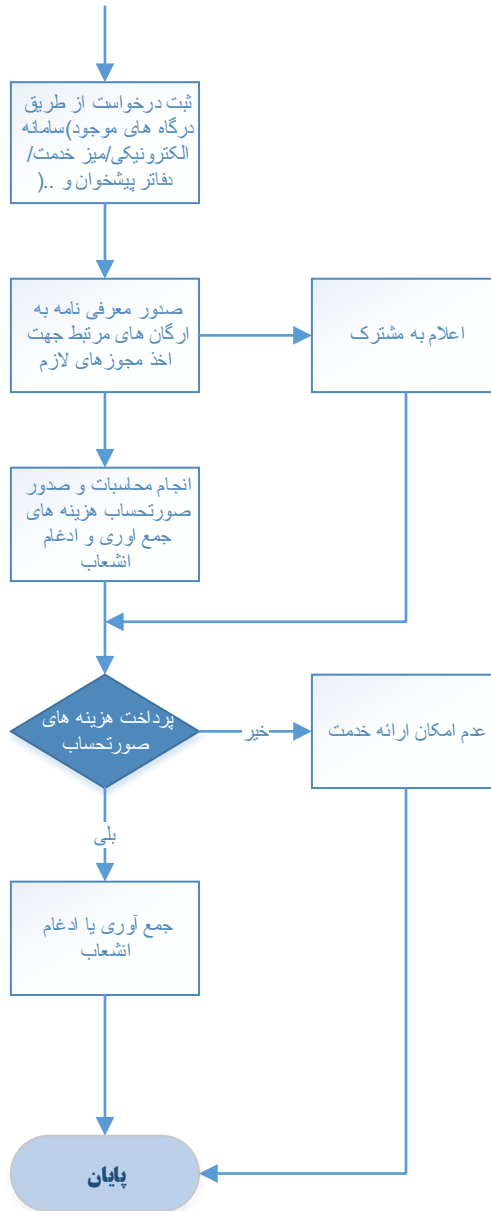 ثبت درخواست از طریق
درگاه های موجود)سامانه
الکترونیکی/میز خدمت/
دفاتر پیشخوان و ..(
صدور معرفی نامه به
ارگان های مرتبط جهت
اخذ مجوزهای لازم
اعلام به مشترک
انجام محاسبات و صدور
صورتحساب هزینه های
جمع اوری و ادغام
انشعاب
پرداخت هزینه های
صورتحساب
خیر
عدم امکان ارائه خدمت
بلی
جمع آوری یا ادغام
انشعاب
پایان